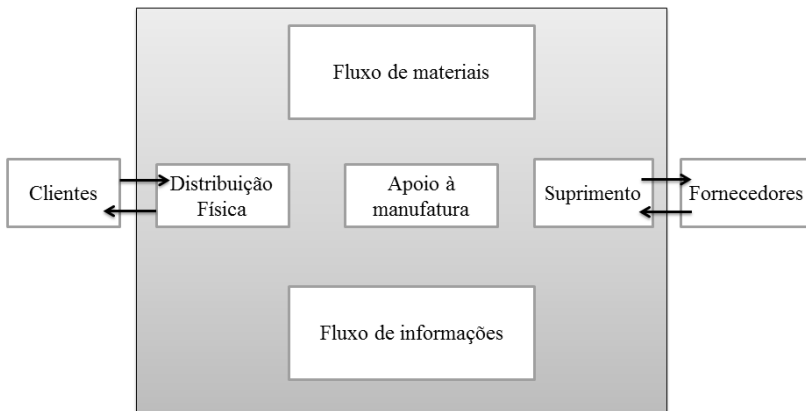 Fluxo de materiais
Clientes
Distribuição
Física
Apoio à
manufatura
Suprimento
Fornecedores
Fluxo de informações